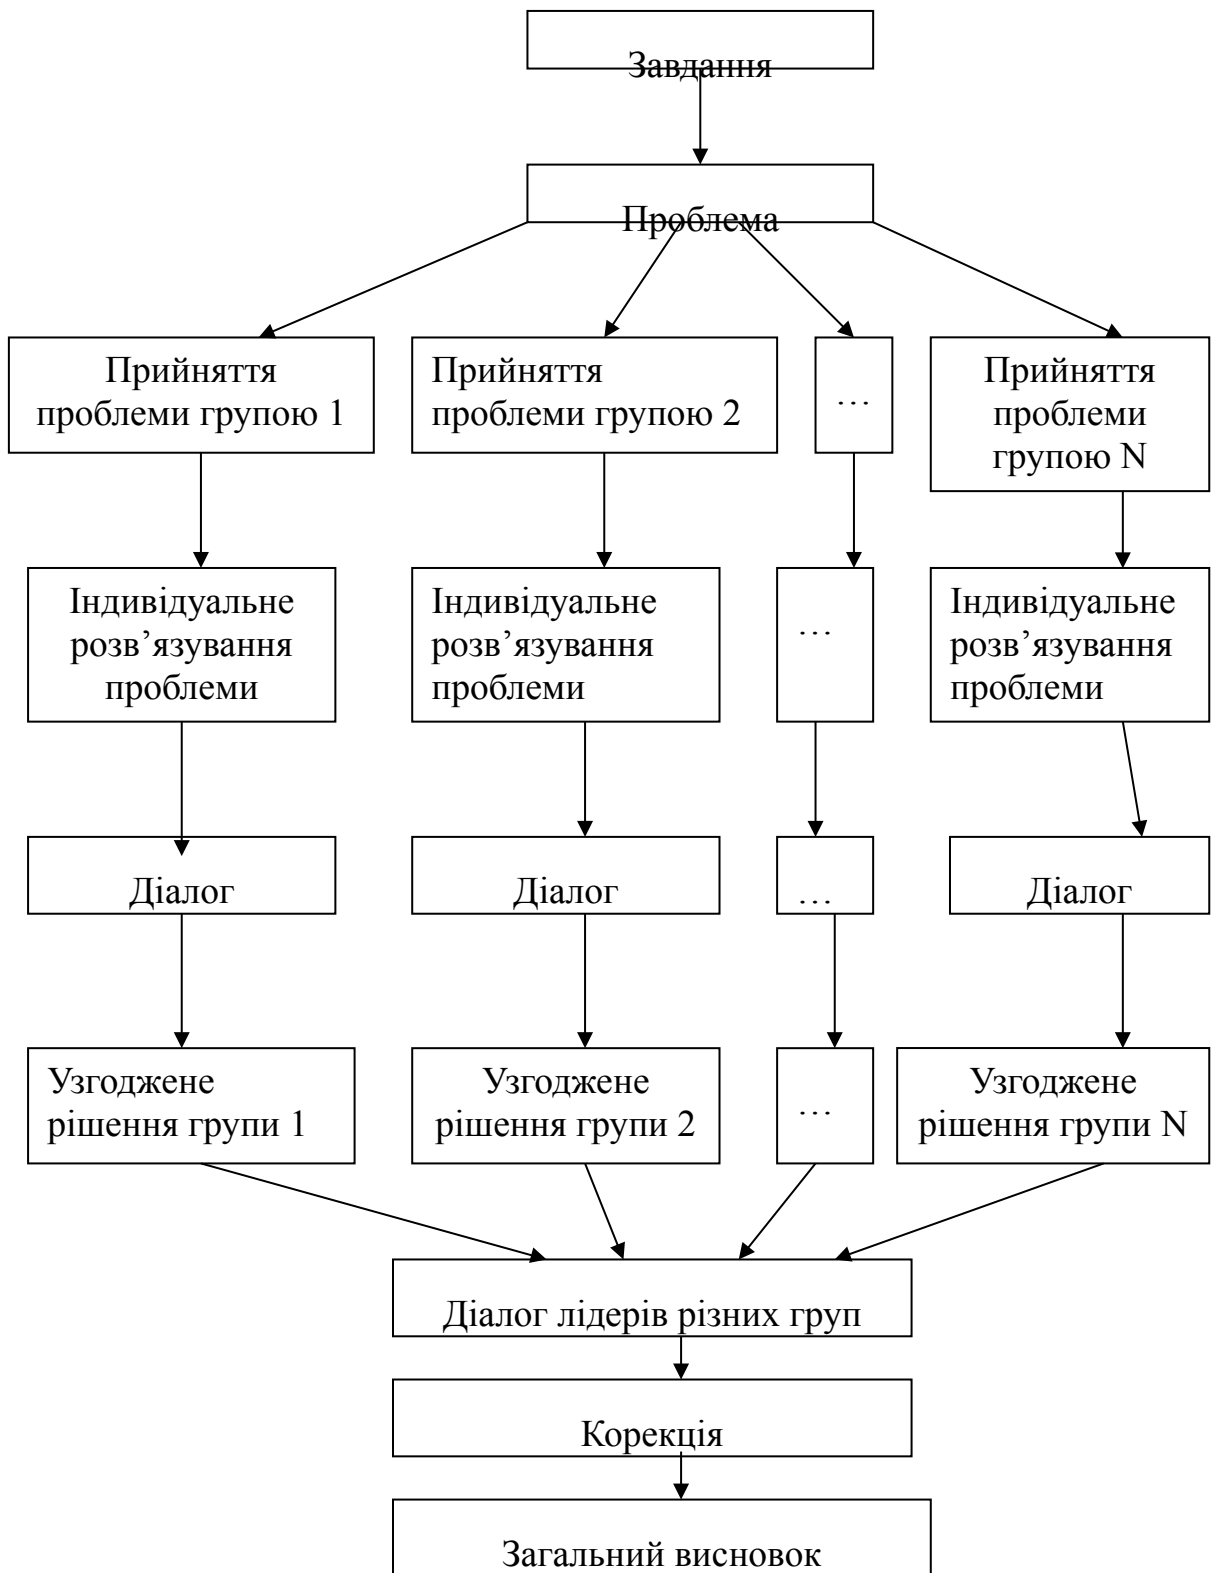 Завдання
Проблема
Прийняття
проблеми групою 1
Прийняття
проблеми групою 2
…
Прийняття
проблеми
групою N
Індивідуальне
розв’язування
проблеми
Індивідуальне
розв’язування
проблеми
…
Індивідуальне
розв’язування
проблеми
Діалог
Діалог
…
Діалог
Узгоджене
рішення групи 1
Узгоджене
рішення групи 2
…
Узгоджене
рішення групи N
Діалог лідерів різних груп
Корекція
Загальний висновок